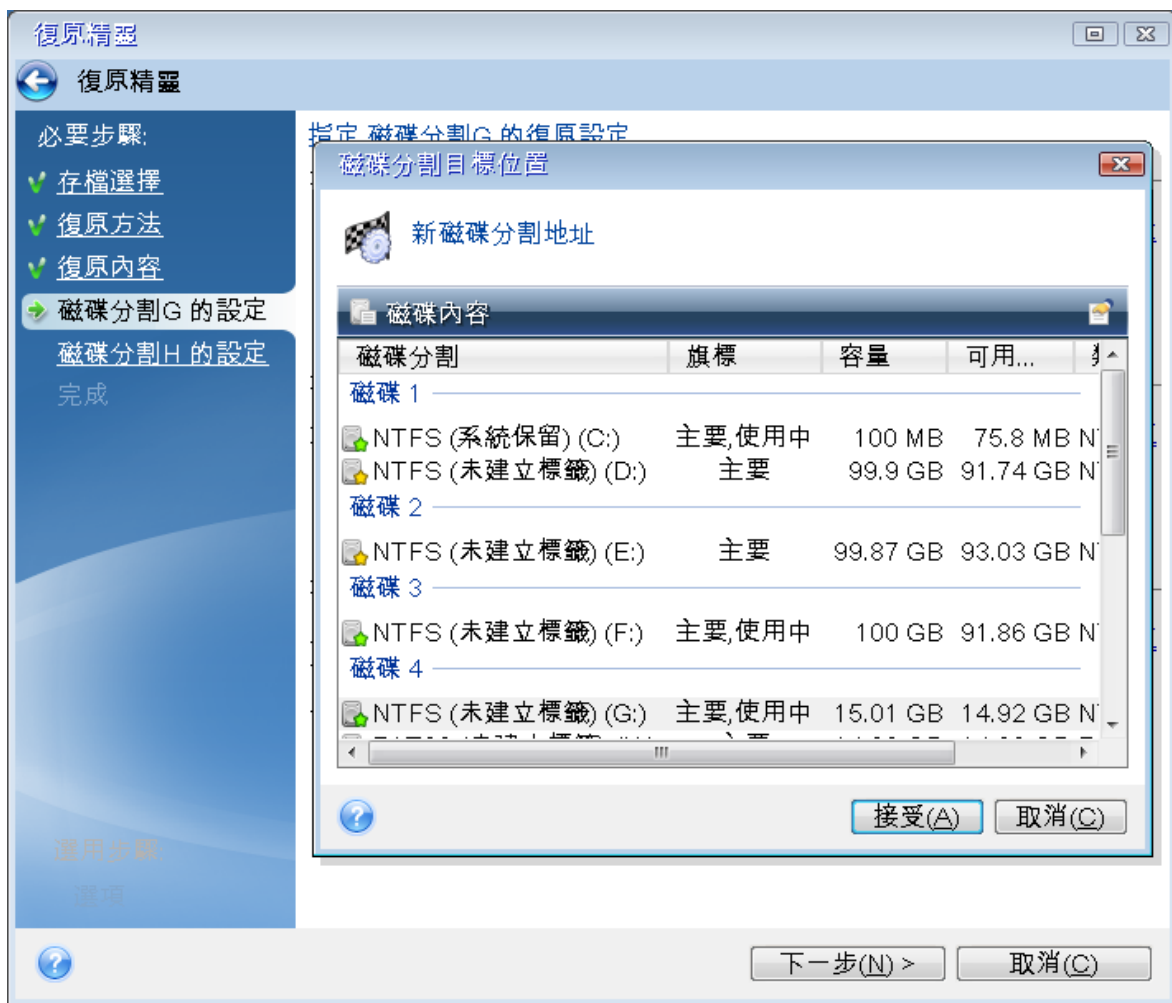 復原精靈
復原精靈
必要步驟:
存檔選擇
復原方法
復原內容
磁碟分割G 的設定
磁碟分割H 的設定
完成
選用步驟:
選項
指定 磁碟分割G 的復原設定
磁碟分割目標位置
新磁碟分割地址
磁碟內容
磁碟分割 旗標 容量 可用...
磁碟 1
NTFS (系統保留) (C:) 主要,使用中 100 MB 75.8 MB
NTFS (未建立標籤) (D:) 主要 99.9 GB 91.74 GB
磁碟 2
NTFS (未建立標籤) (E:) 主要 99.87 GB 93.03 GB
磁碟 3
NTFS (未建立標籤) (F:) 主要,使用中 100 GB 91.86 GB
磁碟 4
NTFS (未建立標籤) (G:) 主要,使用中 15.01 GB 14.92 GB
接受(A) 取消(C)
下一步(N) > 取消(C)